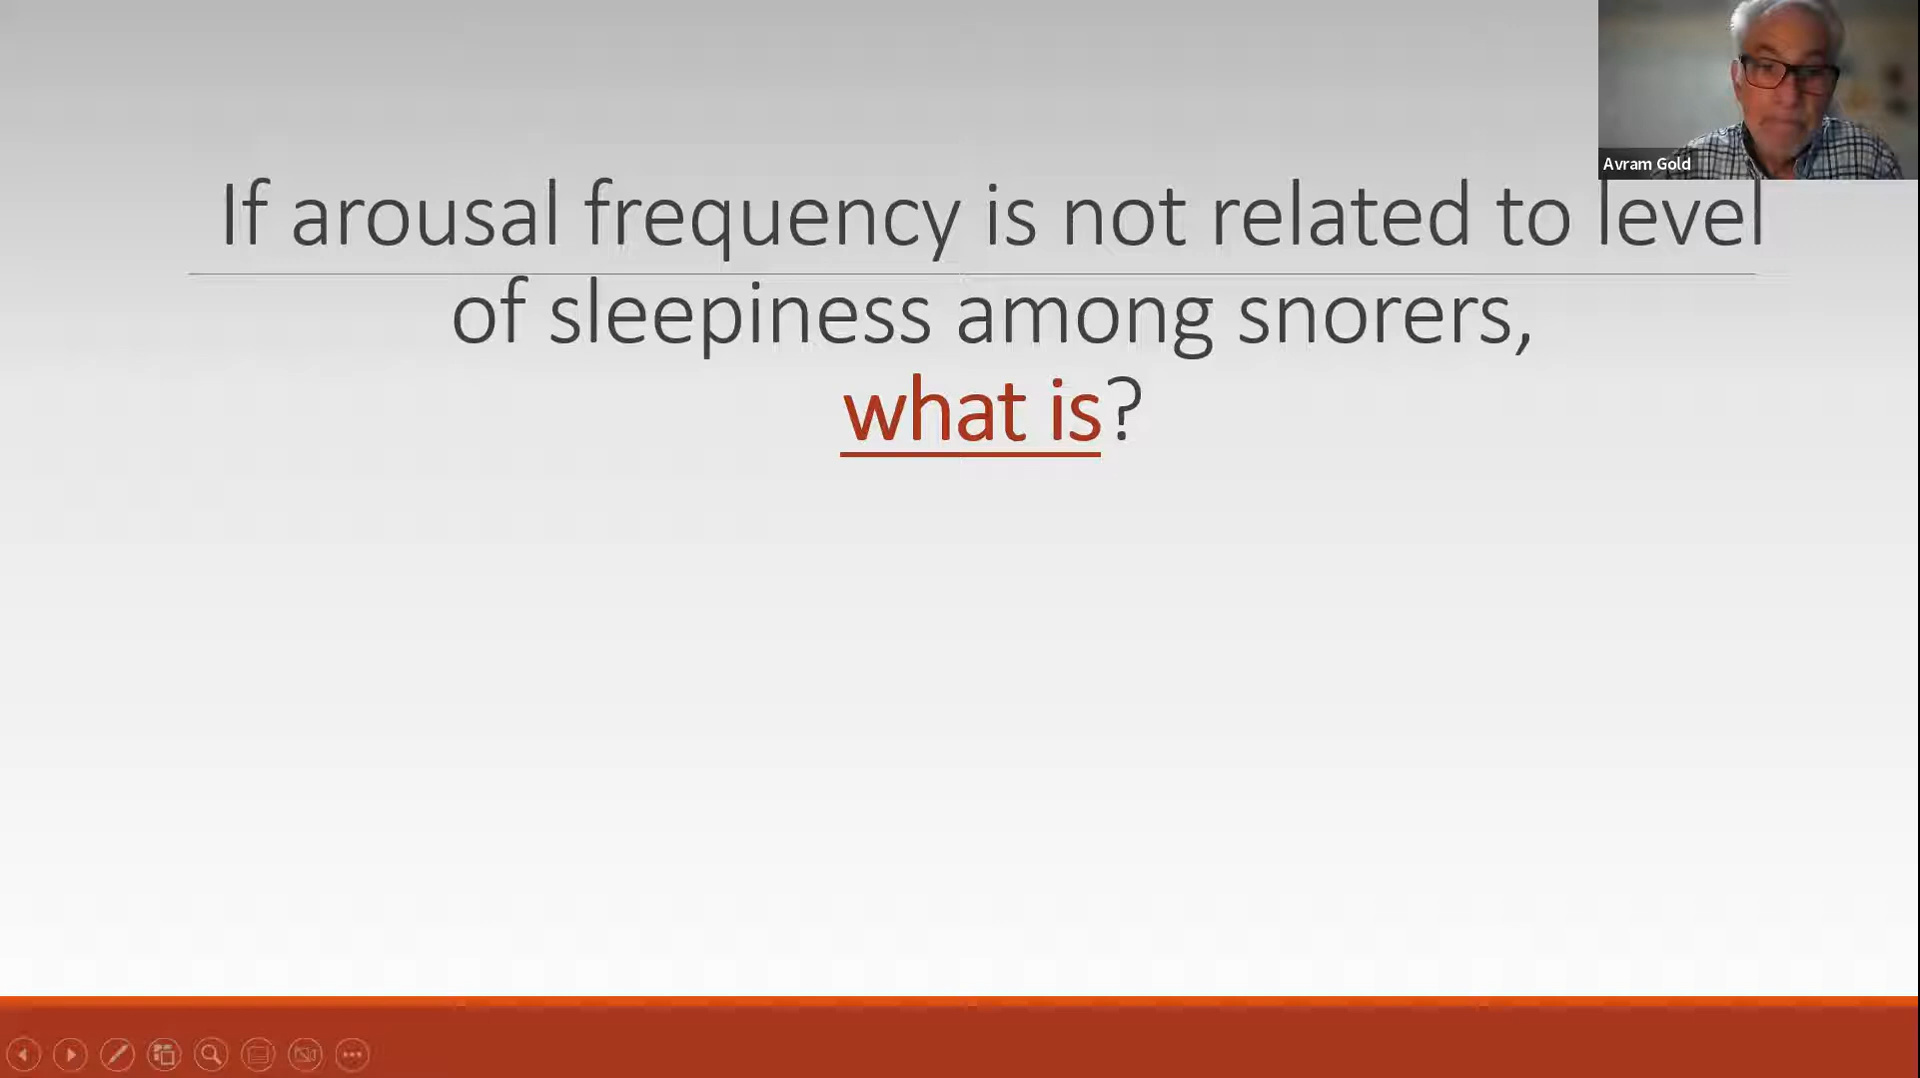 Avram Gold
If arousal frequency is not related to level
of sleepiness among snorers,
what is?